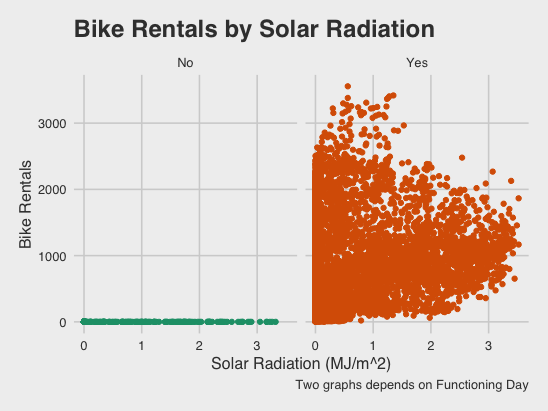 Bike Rentals by Solar Radiation
No
Yes
Bike Rentals
3000
2000
1000
0
0
1
2
3
0
1
2
3
Solar Radiation (MJ/m^2)
Two graphs depends on Functioning Day